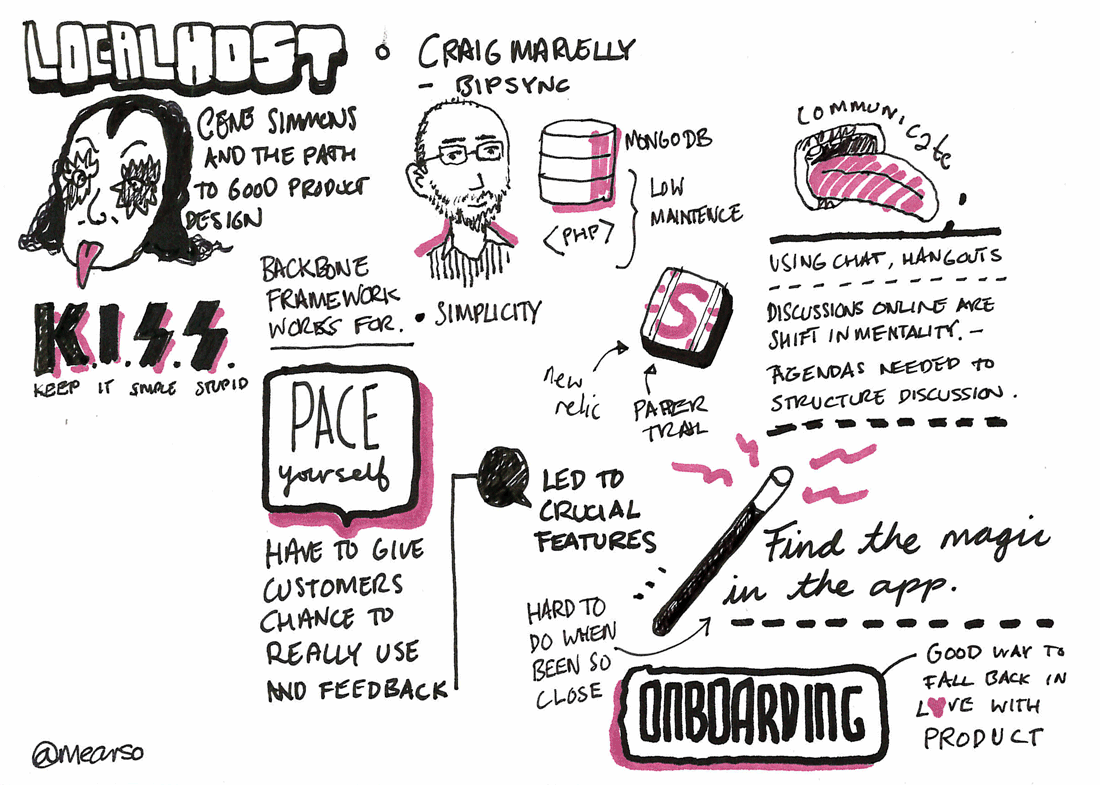 LOCALHOST
CRAIG MARVELLY
- BIPSYNC
GENE SIMMONS
AND THE PATH
TO GOOD PRODUCT
DESIGN
K.I.S.S.
KEEP IT SIMPLE STUPID
BACKBONE
FRAMEWORK
WORKS FOR.
• SIMPLICITY
MONGODB
<PHP>
LOW
MAINTENCE
S
new
relic
PAPER
TRAIL
COMMUNICATE
USING CHAT, HANGOUTS
DISCUSSIONS ONLINE ARE
SHIFT IN MENTALITY. -
AGENDAS NEEDED TO
STRUCTURE DISCUSSION.
PACE
yourself
HAVE TO GIVE
CUSTOMERS
CHANCE TO
REALLY USE
AND FEEDBACK
LED TO
CRUCIAL
FEATURES
Find the magic
in the app.
HARD TO
DO WHEN
BEEN SO
CLOSE
ONBOARDING
GOOD WAY TO
FALL BACK IN
LOVE WITH
PRODUCT
@mearso